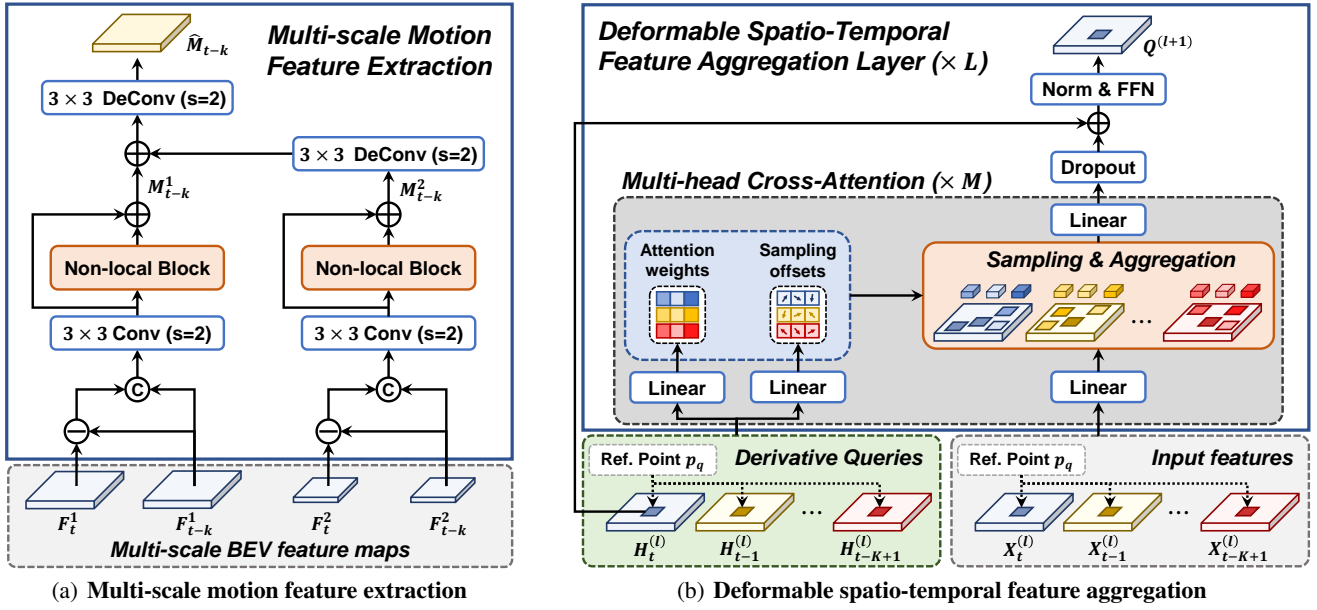 Multi-scale Motion
Feature Extraction
M̂_{t-k}
3 × 3 DeConv (s=2)
3 × 3 DeConv (s=2)
M^1_{t-k}
M^2_{t-k}
Non-local Block
Non-local Block
3 × 3 Conv (s=2)
3 × 3 Conv (s=2)
C
C
F^1_t
F^1_{t-k}
F^2_t
F^2_{t-k}
Multi-scale BEV feature maps
(a) Multi-scale motion feature extraction
Deformable Spatio-Temporal
Feature Aggregation Layer (× L)
Q^{(l+1)}
Norm & FFN
Dropout
Multi-head Cross-Attention (× M)
Linear
Attention
weights
Sampling
offsets
Sampling & Aggregation
...
Linear
Linear
Linear
Ref. Point p_q
Derivative Queries
...
H^{(l)}_t
H^{(l)}_{t-1}
H^{(l)}_{t-K+1}
Ref. Point p_q
Input features
...
X^{(l)}_t
X^{(l)}_{t-1}
X^{(l)}_{t-K+1}
(b) Deformable spatio-temporal feature aggregation